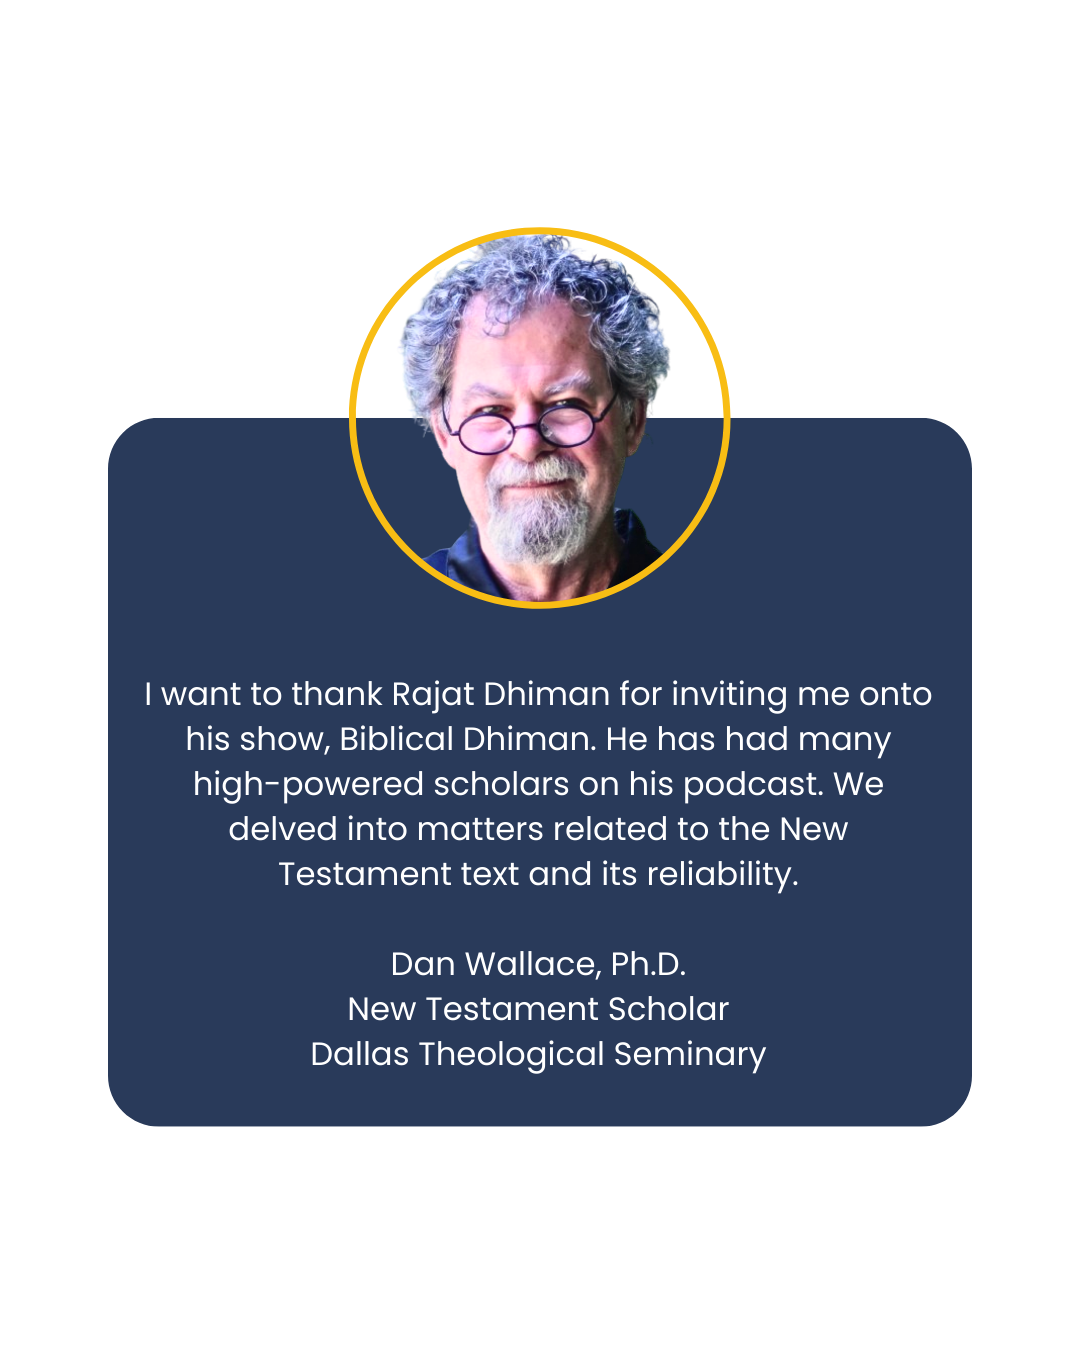 I want to thank Rajat Dhiman for inviting me onto
his show, Biblical Dhiman. He has had many
high-powered scholars on his podcast. We
delved into matters related to the New
Testament text and its reliability.
Dan Wallace, Ph.D.
New Testament Scholar
Dallas Theological Seminary